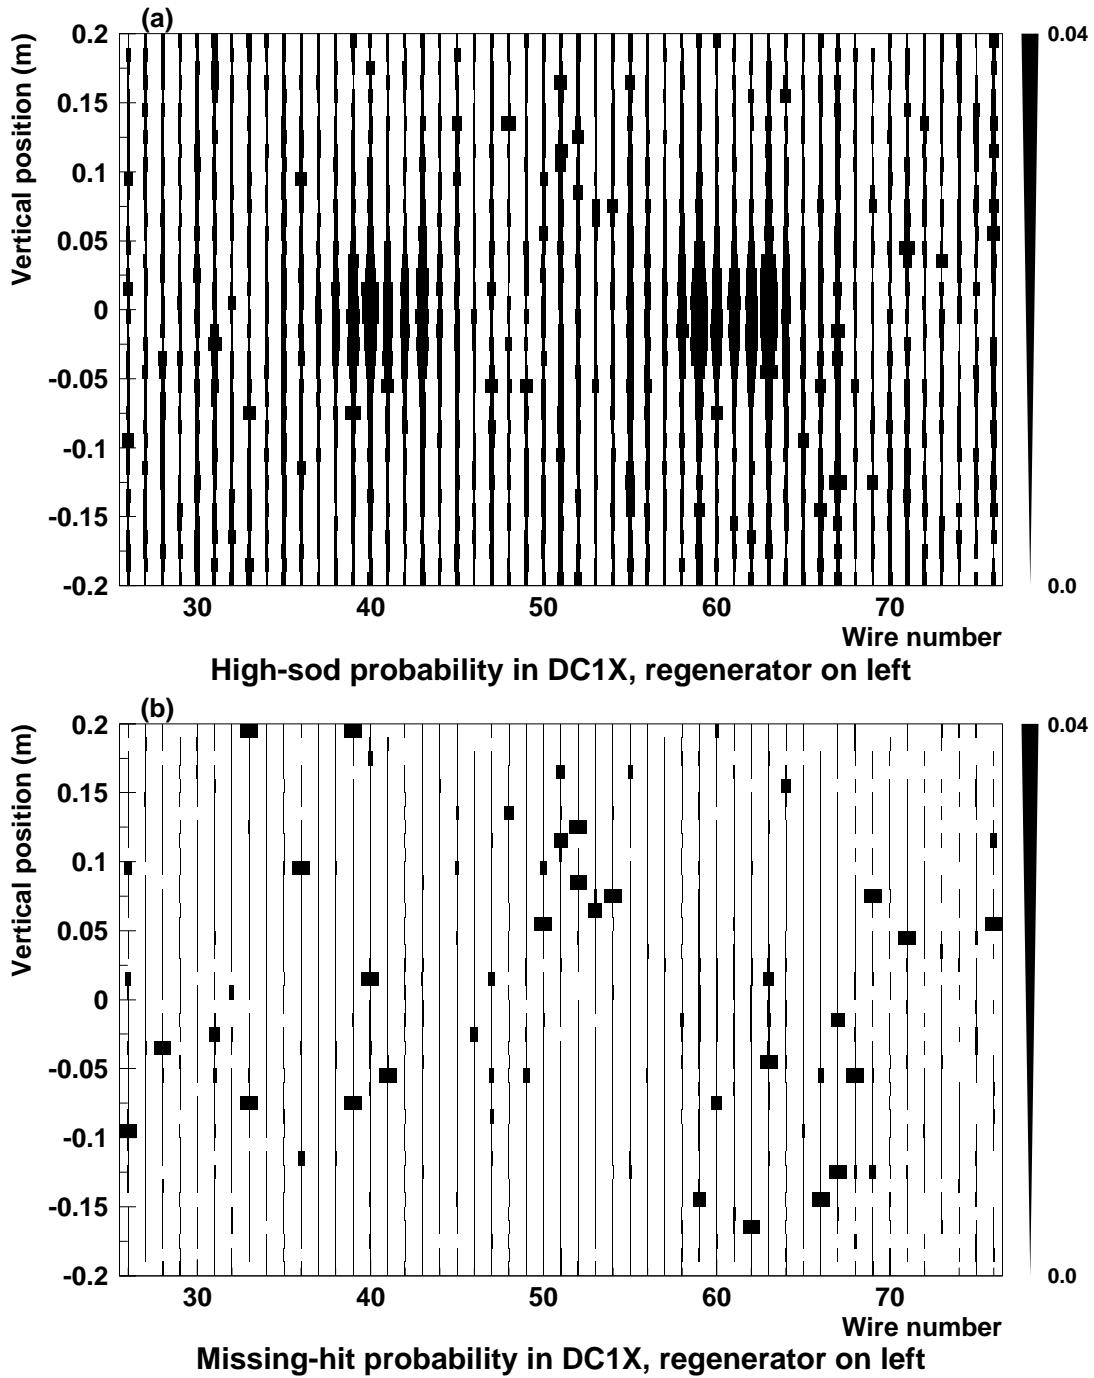 (a)
Vertical position (m)
0.2
0.15
0.1
0.05
0
-0.05
-0.1
-0.15
-0.2
0.04
0.0
30 40 50 60 70
Wire number
High-sod probability in DC1X, regenerator on left
(b)
Vertical position (m)
0.2
0.15
0.1
0.05
0
-0.05
-0.1
-0.15
-0.2
0.04
0.0
30 40 50 60 70
Wire number
Missing-hit probability in DC1X, regenerator on left